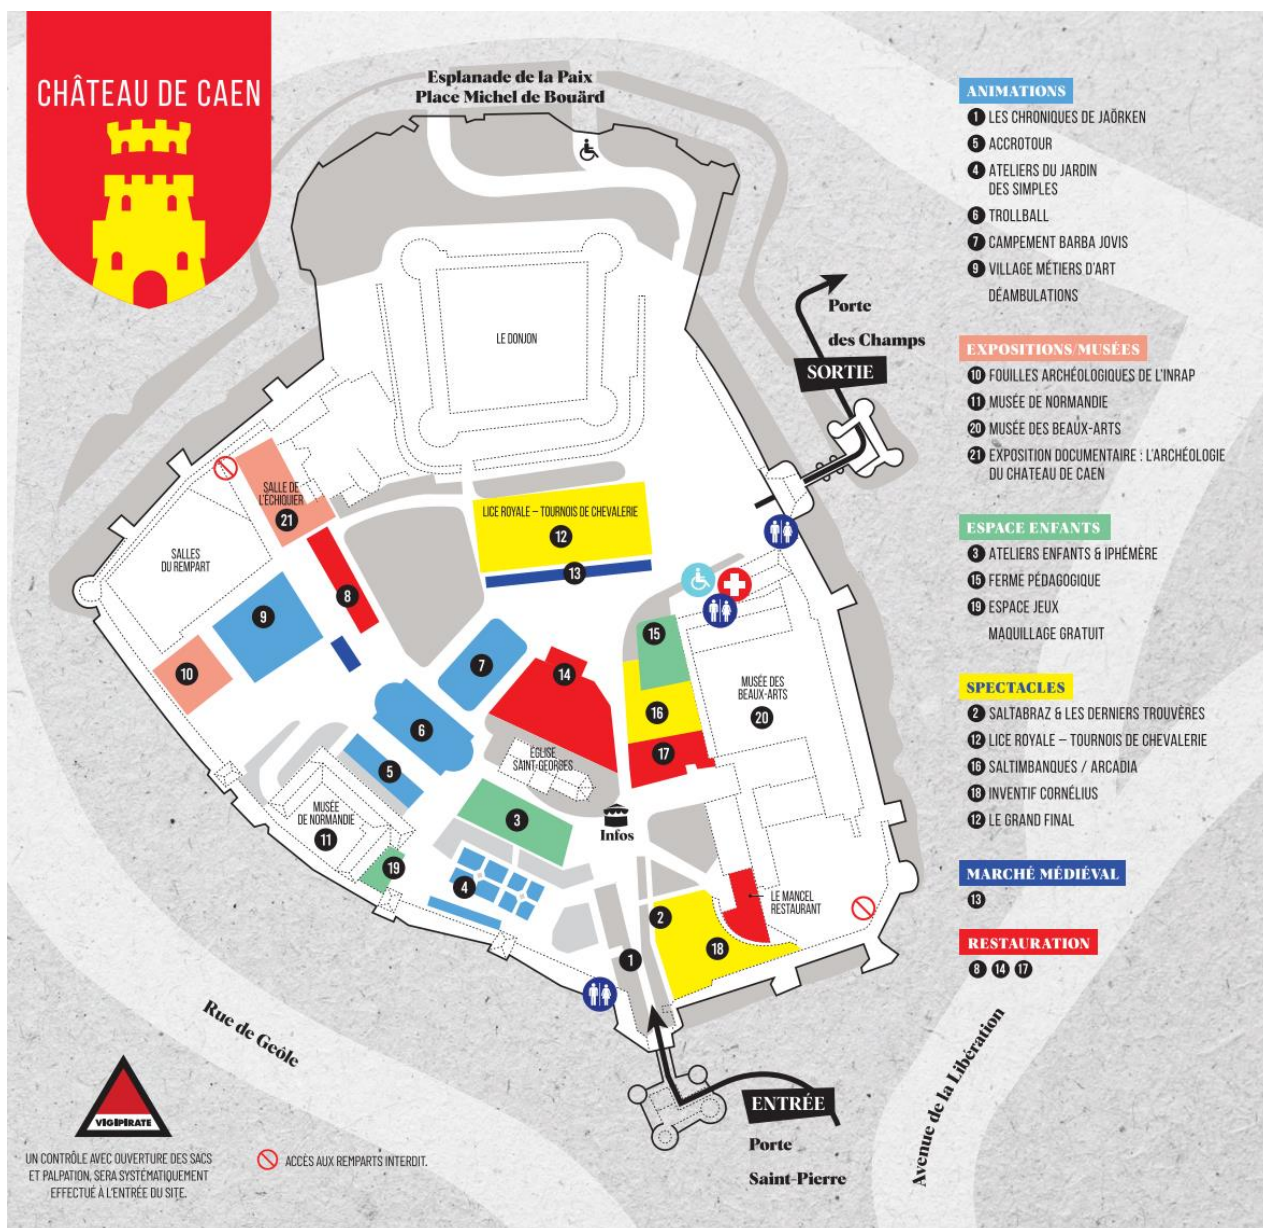 CHÂTEAU DE CAEN
Esplanade de la Paix
Place Michel de Bouärd
LE DONJON
Porte
des Champs
SORTIE
SALLE DE
L'ÉCHIQUIER
21
LICE ROYALE – TOURNOIS DE CHEVALERIE
12
13
SALLES
DU REMPART
8
9
10
7
14
15
16
17
MUSÉE DES
BEAUX-ARTS
20
6
5
ÉGLISE
SAINT-GEORGES
MUSÉE
DE NORMANDIE
11
3
Infos
19
4
LE MANCEL
RESTAURANT
2
18
1
Rue de Geôle
ENTRÉE
Porte
Saint-Pierre
Avenue de la Libération
VIGIPIRATE
UN CONTRÔLE AVEC OUVERTURE DES SACS
ET PALPATION, SERA SYSTÉMATIQUEMENT
EFFECTUÉ À L'ENTRÉE DU SITE.
ACCÈS AUX REMPARTS INTERDIT.
ANIMATIONS
1 LES CHRONIQUES DE JAÖRKEN
5 ACCROTOUR
4 ATELIERS DU JARDIN
DES SIMPLES
6 TROLLBALL
7 CAMPEMENT BARBA JOVIS
9 VILLAGE MÉTIERS D'ART
DÉAMBULATIONS
EXPOSITIONS/MUSÉES
10 FOUILLES ARCHÉOLOGIQUES DE L'INRAP
11 MUSÉE DE NORMANDIE
20 MUSÉE DES BEAUX-ARTS
21 EXPOSITION DOCUMENTAIRE : L'ARCHÉOLOGIE
DU CHATEAU DE CAEN
ESPACE ENFANTS
3 ATELIERS ENFANTS & IPHÉMÈRE
15 FERME PÉDAGOGIQUE
19 ESPACE JEUX
MAQUILLAGE GRATUIT
SPECTACLES
2 SALTABRAZ & LES DERNIERS TROUVÈRES
12 LICE ROYALE – TOURNOIS DE CHEVALERIE
16 SALTIMBANQUES / ARCADIA
18 INVENTIF CORNÉLIUS
12 LE GRAND FINAL
MARCHÉ MÉDIÉVAL
13
RESTAURATION
8 14 17